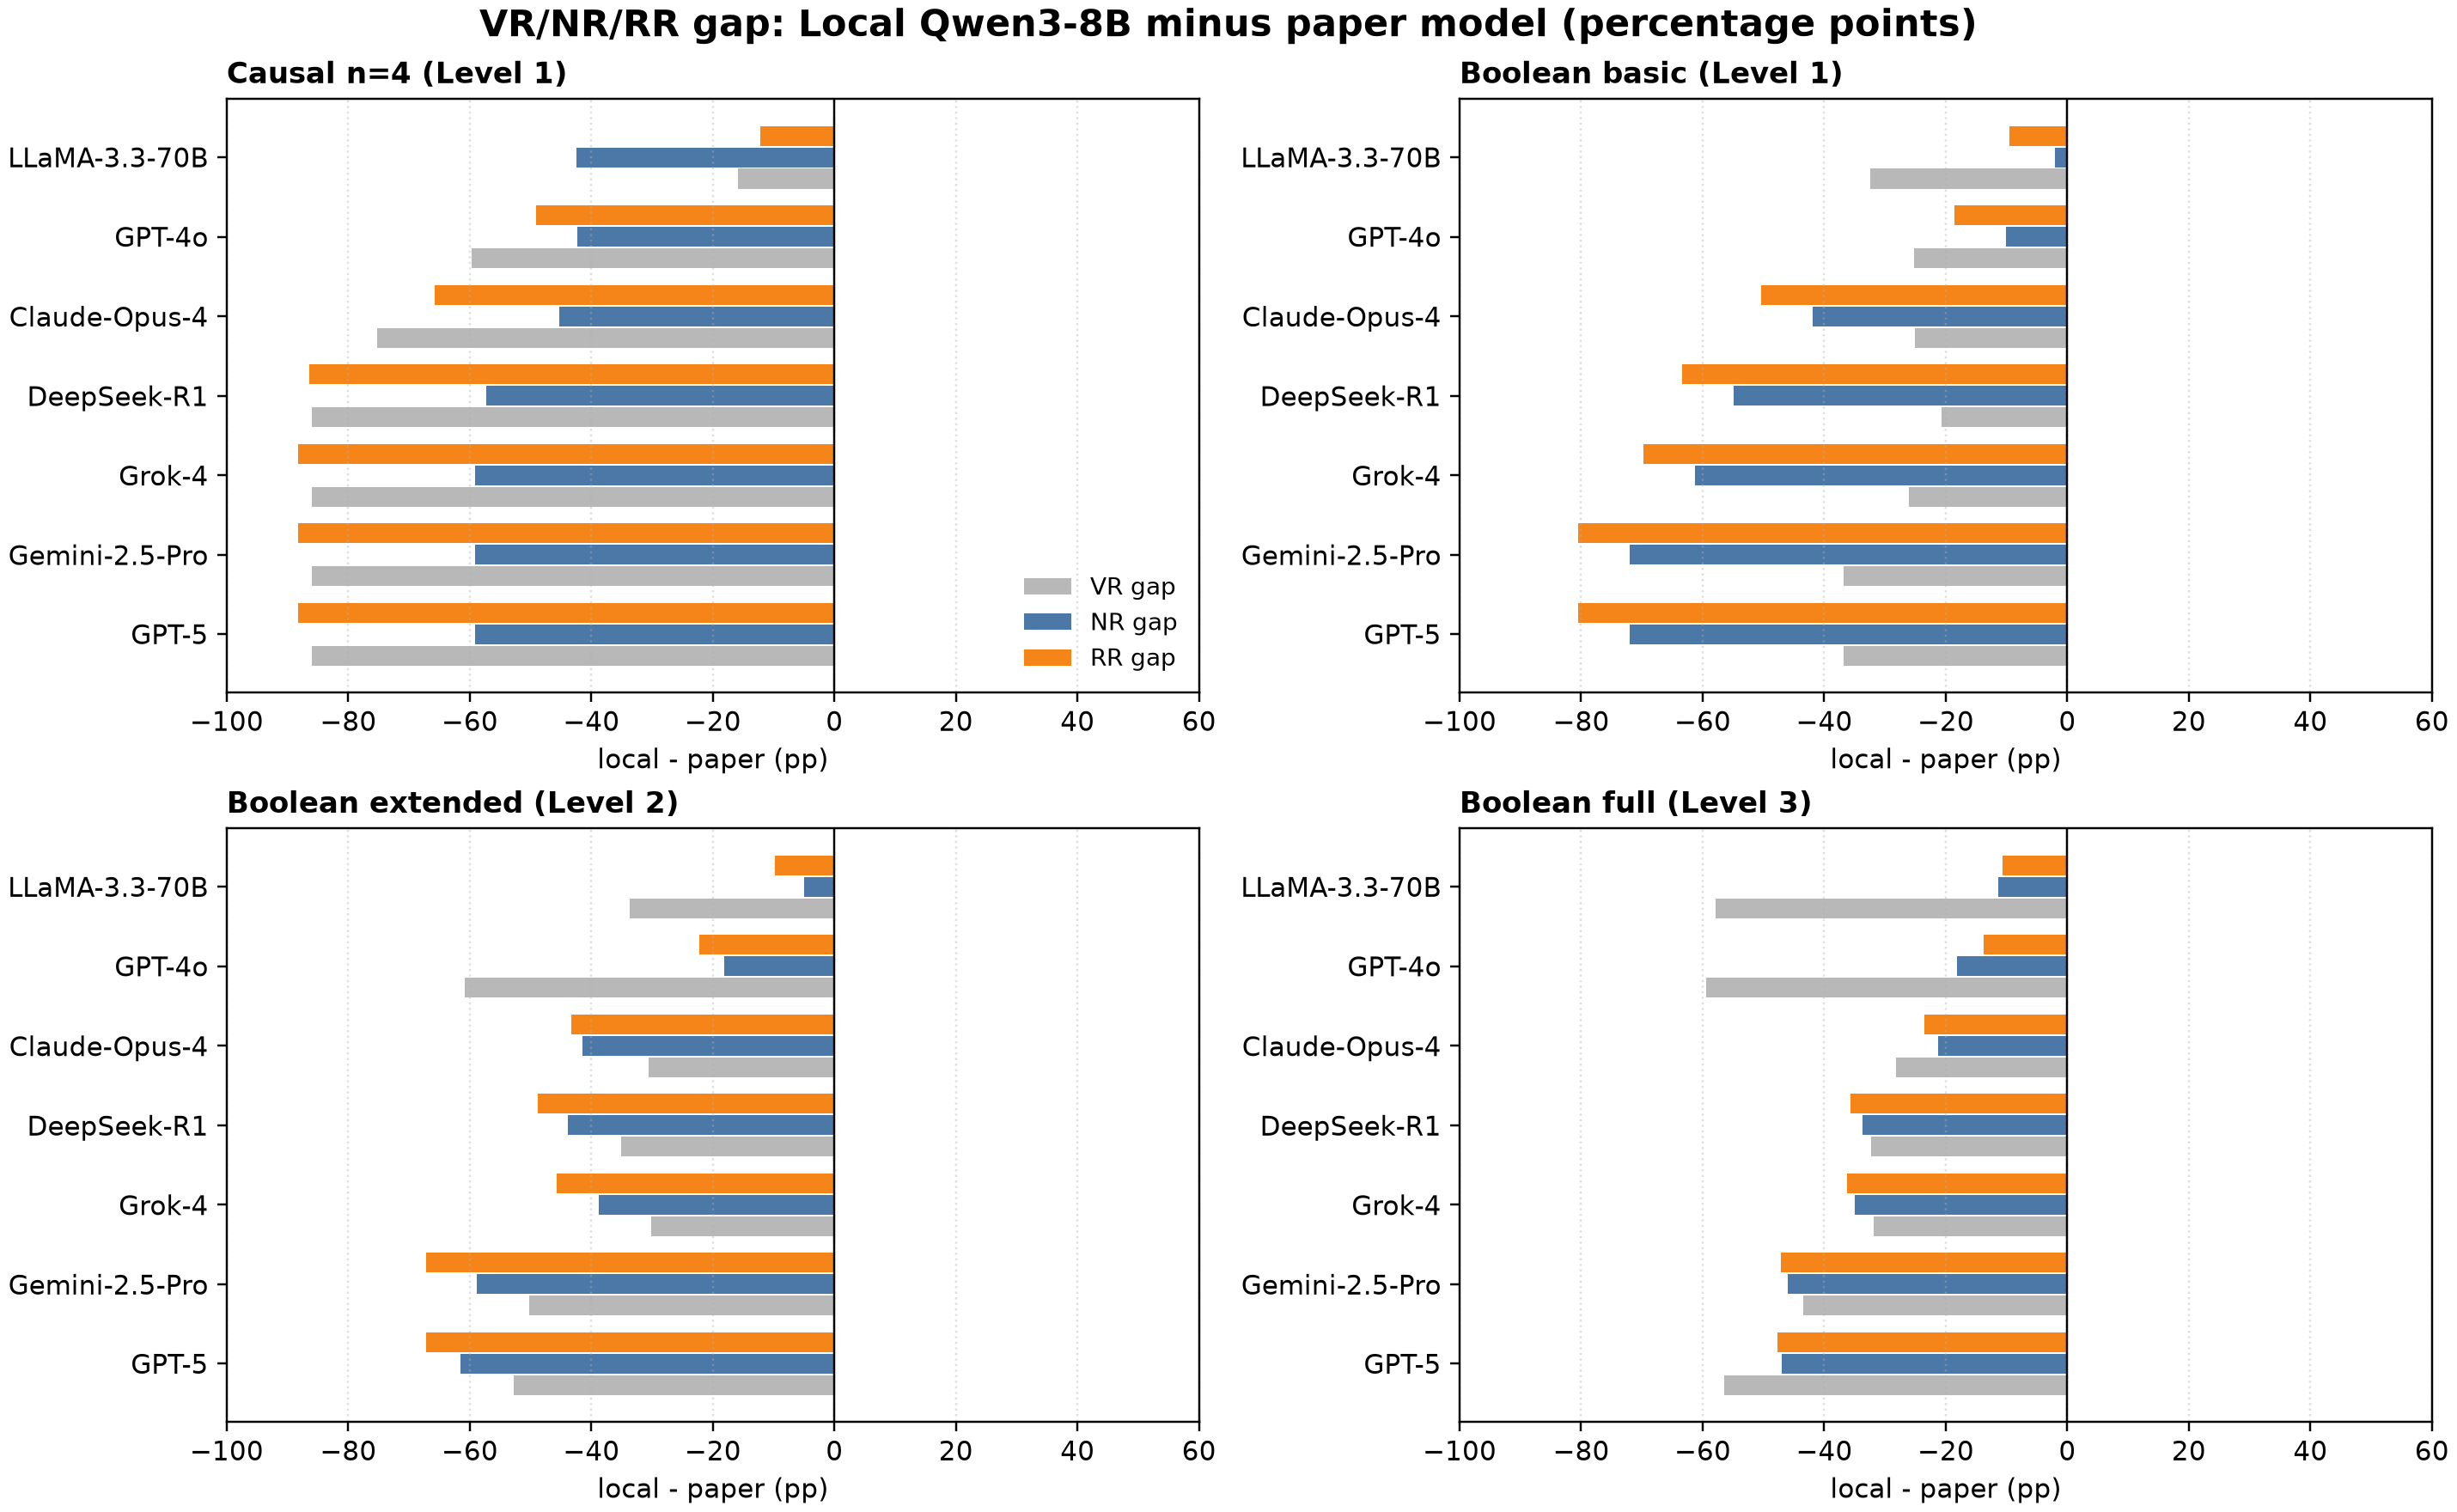 VR/NR/RR gap: Local Qwen3-8B minus paper model (percentage points)
Causal n=4 (Level 1)
LLaMA-3.3-70B
GPT-4o
Claude-Opus-4
DeepSeek-R1
Grok-4
Gemini-2.5-Pro
GPT-5
VR gap
NR gap
RR gap
−100 −80 −60 −40 −20 0 20 40 60
local - paper (pp)
Boolean basic (Level 1)
LLaMA-3.3-70B
GPT-4o
Claude-Opus-4
DeepSeek-R1
Grok-4
Gemini-2.5-Pro
GPT-5
−100 −80 −60 −40 −20 0 20 40 60
local - paper (pp)
Boolean extended (Level 2)
LLaMA-3.3-70B
GPT-4o
Claude-Opus-4
DeepSeek-R1
Grok-4
Gemini-2.5-Pro
GPT-5
−100 −80 −60 −40 −20 0 20 40 60
local - paper (pp)
Boolean full (Level 3)
LLaMA-3.3-70B
GPT-4o
Claude-Opus-4
DeepSeek-R1
Grok-4
Gemini-2.5-Pro
GPT-5
−100 −80 −60 −40 −20 0 20 40 60
local - paper (pp)